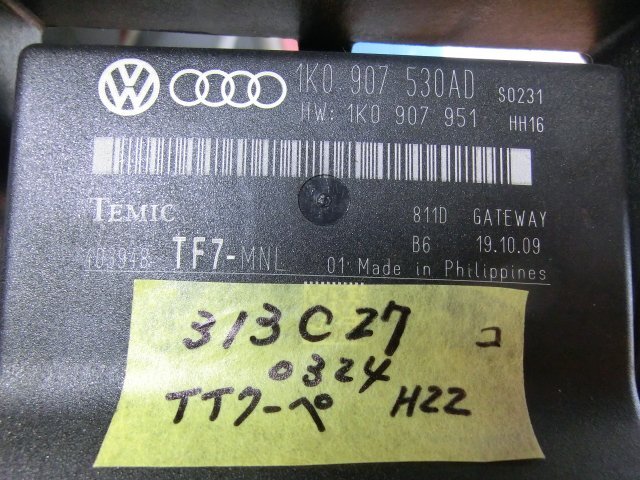 1K0 907 530AD S0231
HW: 1K0 907 951 HH16
TEMIC 811D GATEWAY
B6 19.10.09
TF7-MNL 01 Made in Philippines
313C27 コ
0324
TTクーペ H22